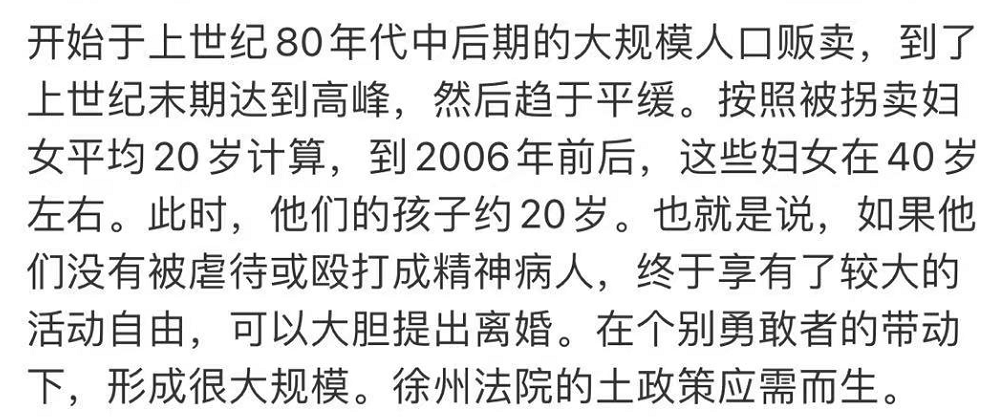 开始于上世纪80年代中后期的大规模人口贩卖，到了
上世纪末期达到高峰，然后趋于平缓。按照被拐卖妇
女平均20岁计算，到2006年前后，这些妇女在40岁
左右。此时，他们的孩子约20岁。也就是说，如果他
们没有被虐待或殴打成精神病人，终于享有了较大的
活动自由，可以大胆提出离婚。在个别勇敢者的带动
下，形成很大规模。徐州法院的土政策应需而生。